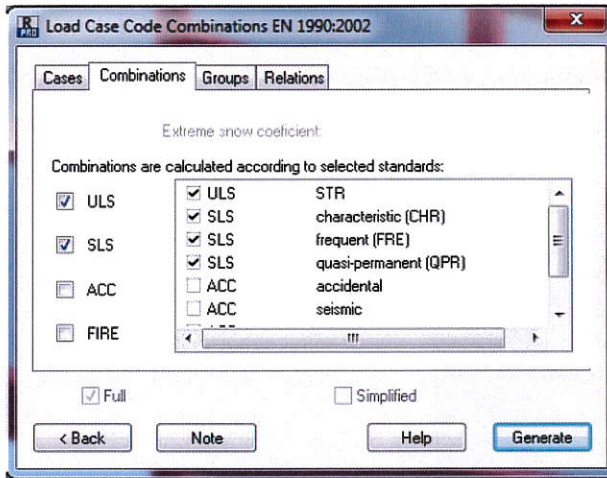 R PRO Load Case Code Combinations EN 1990:2002 x
Cases Combinations Groups Relations
Extreme snow coeficient:
Combinations are calculated according to selected standards:
ULS
SLS
ACC
FIRE
ULS STR
SLS characteristic (CHR)
SLS frequent (FRE)
SLS quasi-permanent (QPR)
ACC accidental
ACC seismic
Full Simplified
< Back Note Help Generate